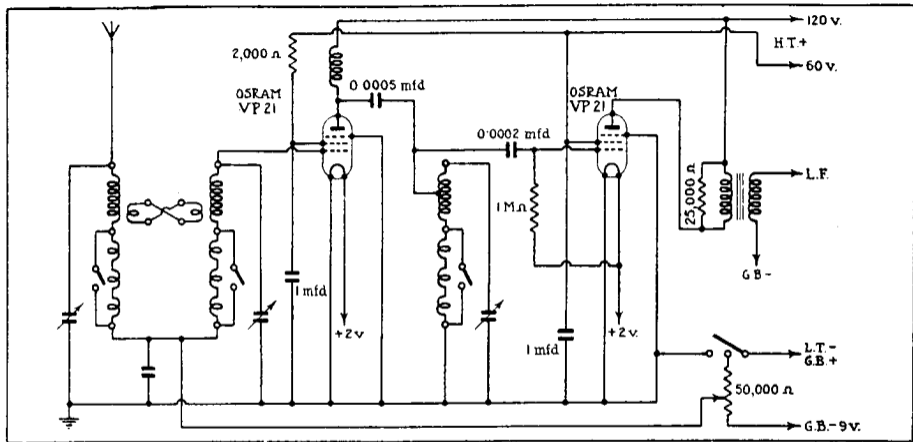 120 v.
H.T.+
60 v.
2,000 Ω
0·0005 mfd
OSRAM
VP 21
OSRAM
VP 21
0·0002 mfd
L.F.
25,000 Ω
1 MΩ
G.B-
1 mfd
+2 v
+2 v.
1 mfd
L.T.-
G.B.+
50,000 Ω
G.B.-9 v.